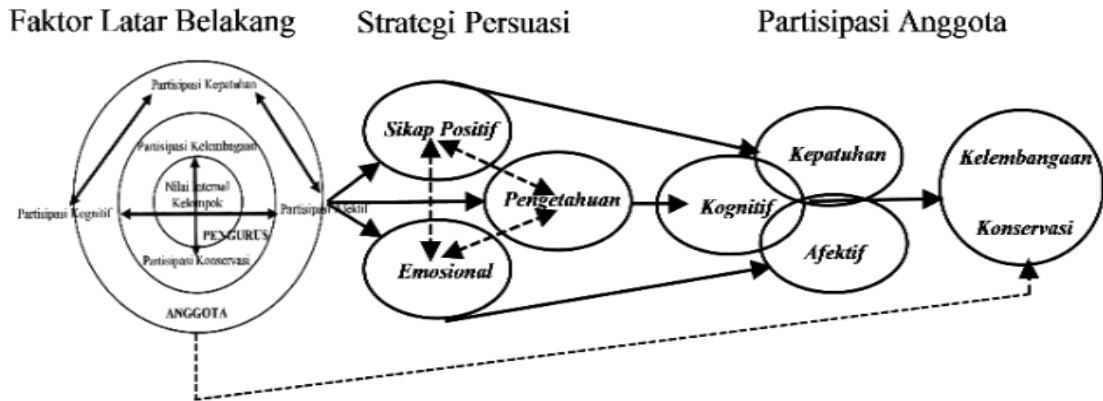 Faktor Latar Belakang
Strategi Persuasi
Partisipasi Anggota
Partisipasi Kepatuhan
Partisipasi Kelembagaan
Nilai Internal
Kelompok
Partisipasi Kognitif
Partisipasi Afektif
PENGURUS
Partisipasi Konservasi
ANGGOTA
Sikap Positif
Pengetahuan
Emosional
Kepatuhan
Kognitif
Afektif
Kelembangaan
Konservasi